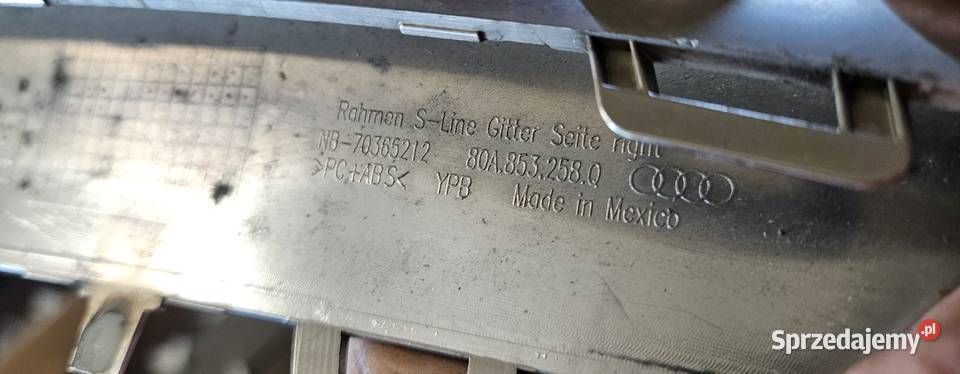 Rahmen S-Line Gitter Seite right
NB-70365212 80A.853.258.Q
>PC+ABS< YPB Made in Mexico
Sprzedajemy.pl